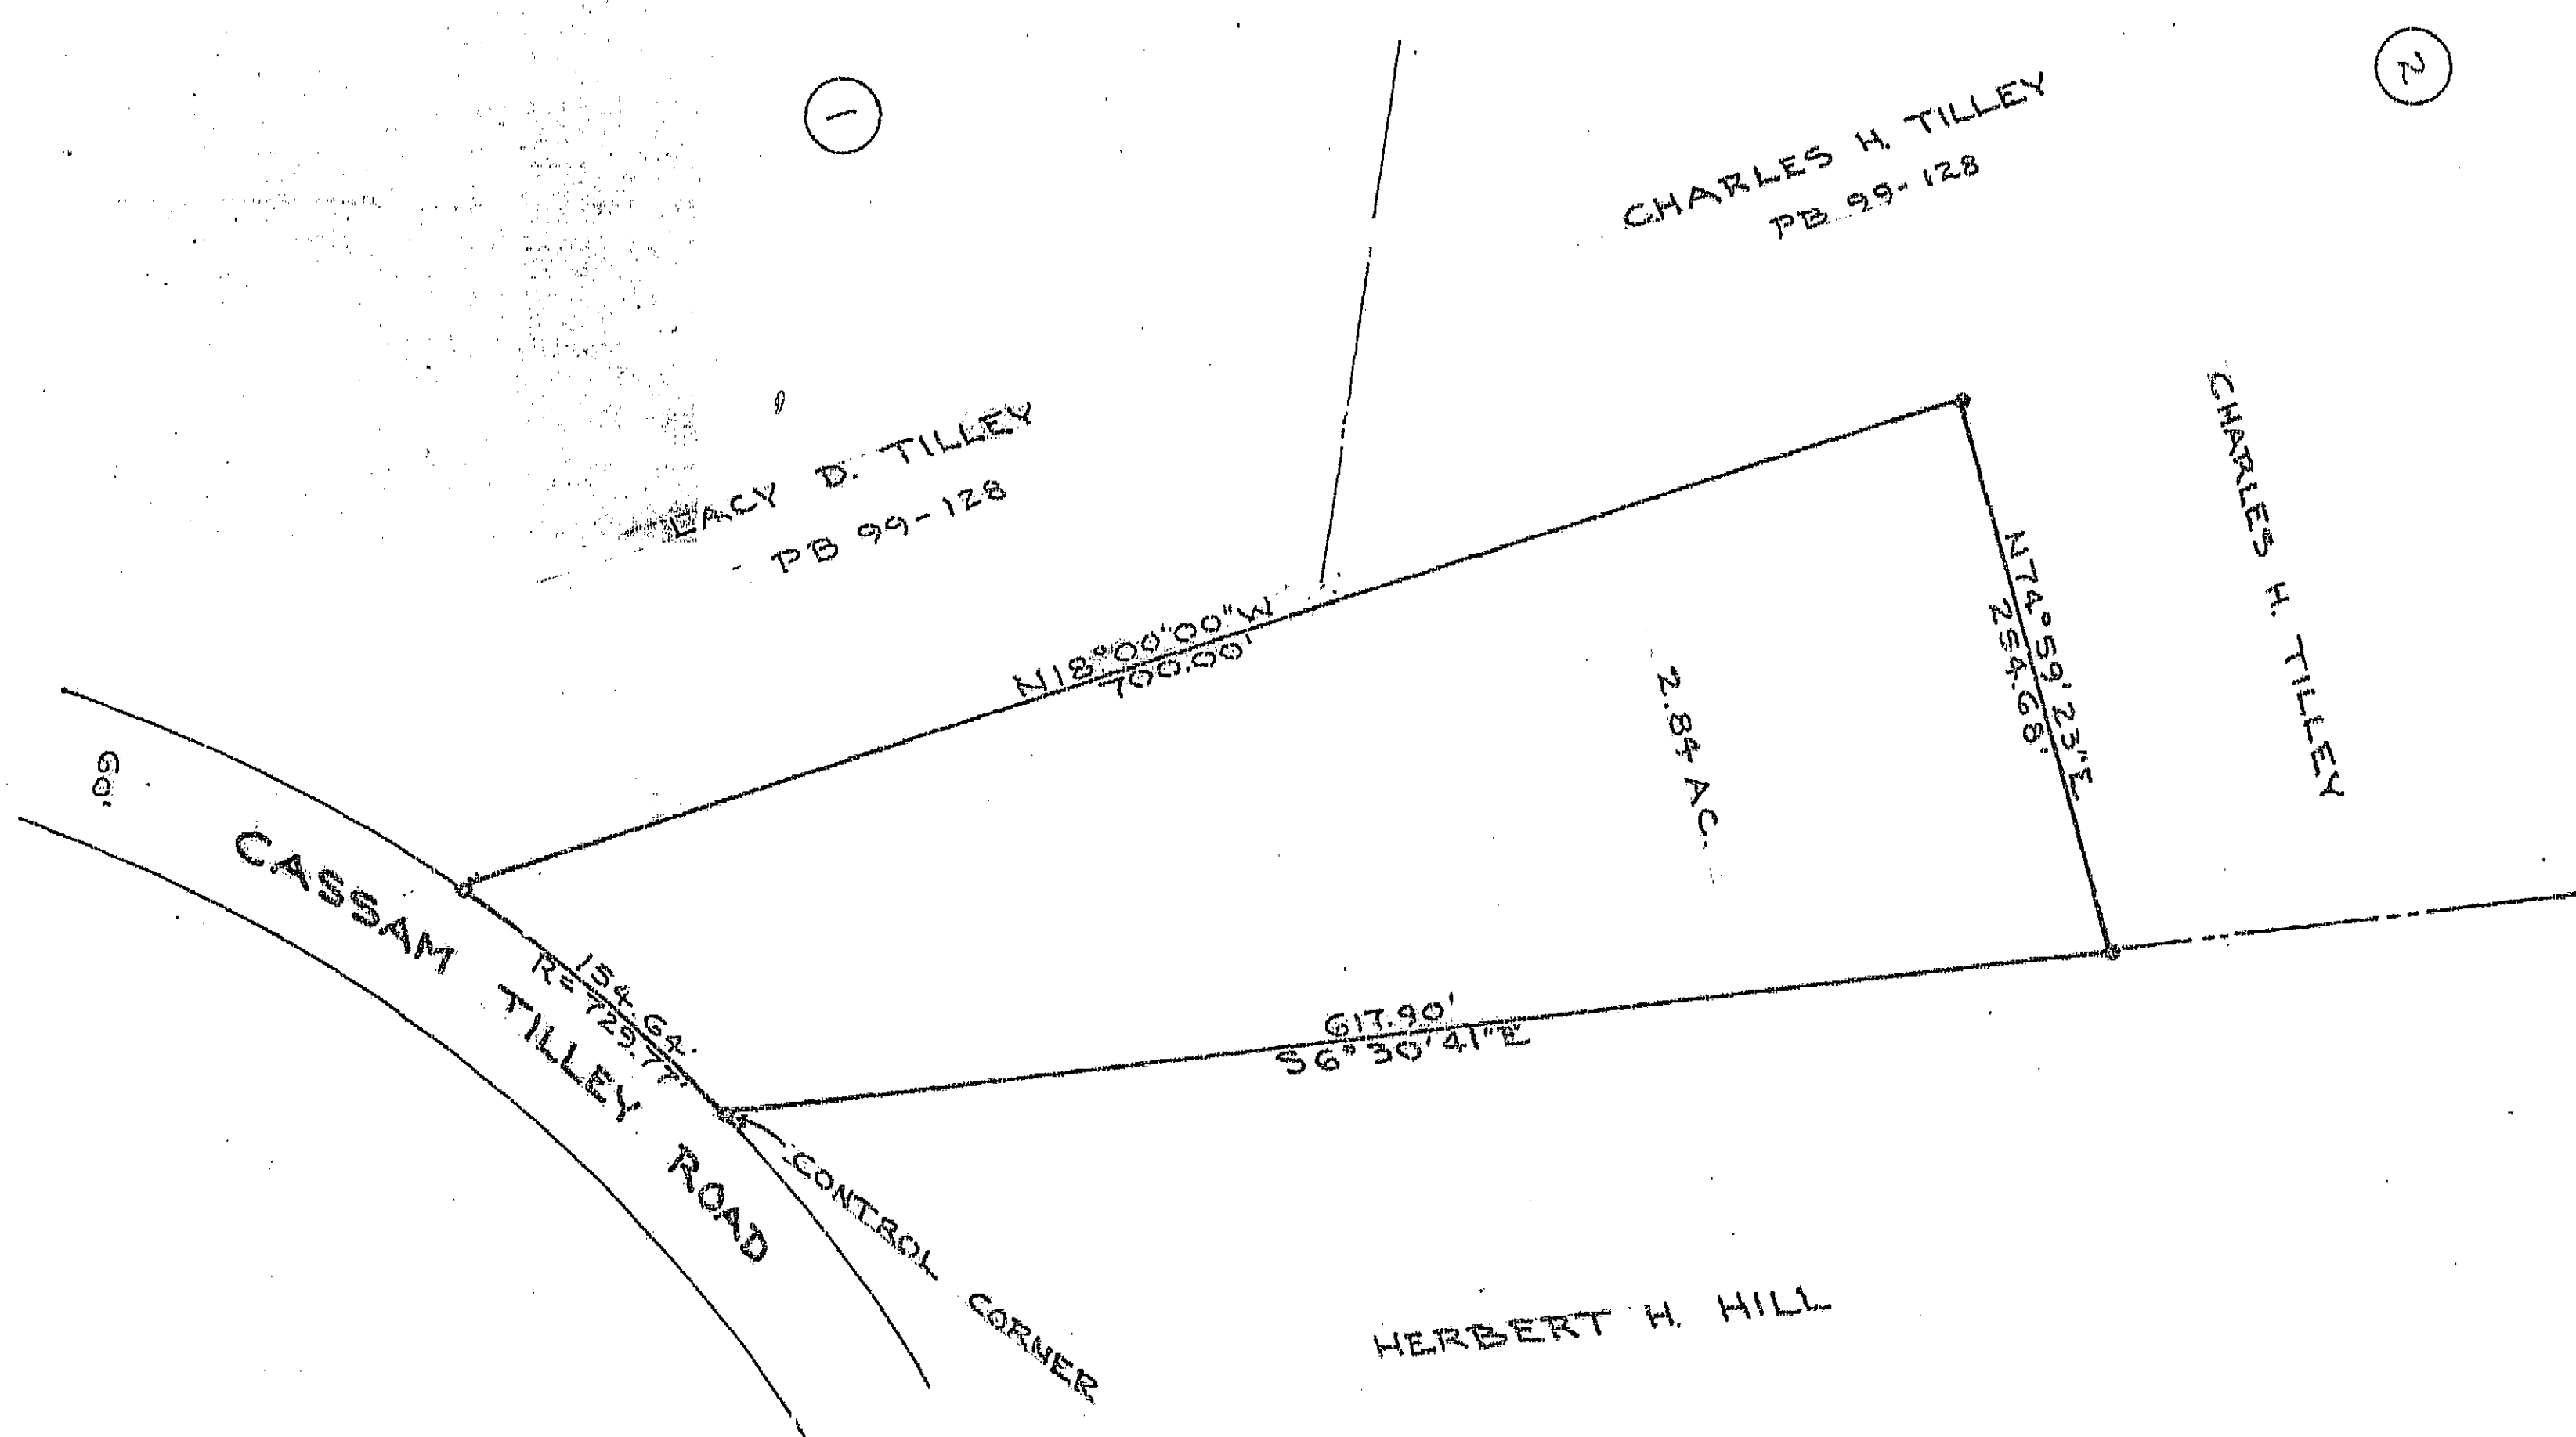 1
2
CHARLES H. TILLEY
PB 99-128
LACY D. TILLEY
PB 99-128
CHARLES H. TILLEY
N18°00'00"W
700.00'
N74°59'23"E
254.68'
2.84 AC.
60'
CASSAM TILLEY ROAD
154.64'
R=729.77'
617.90'
S6°30'41"E
CONTROL CORNER
HERBERT H. HILL